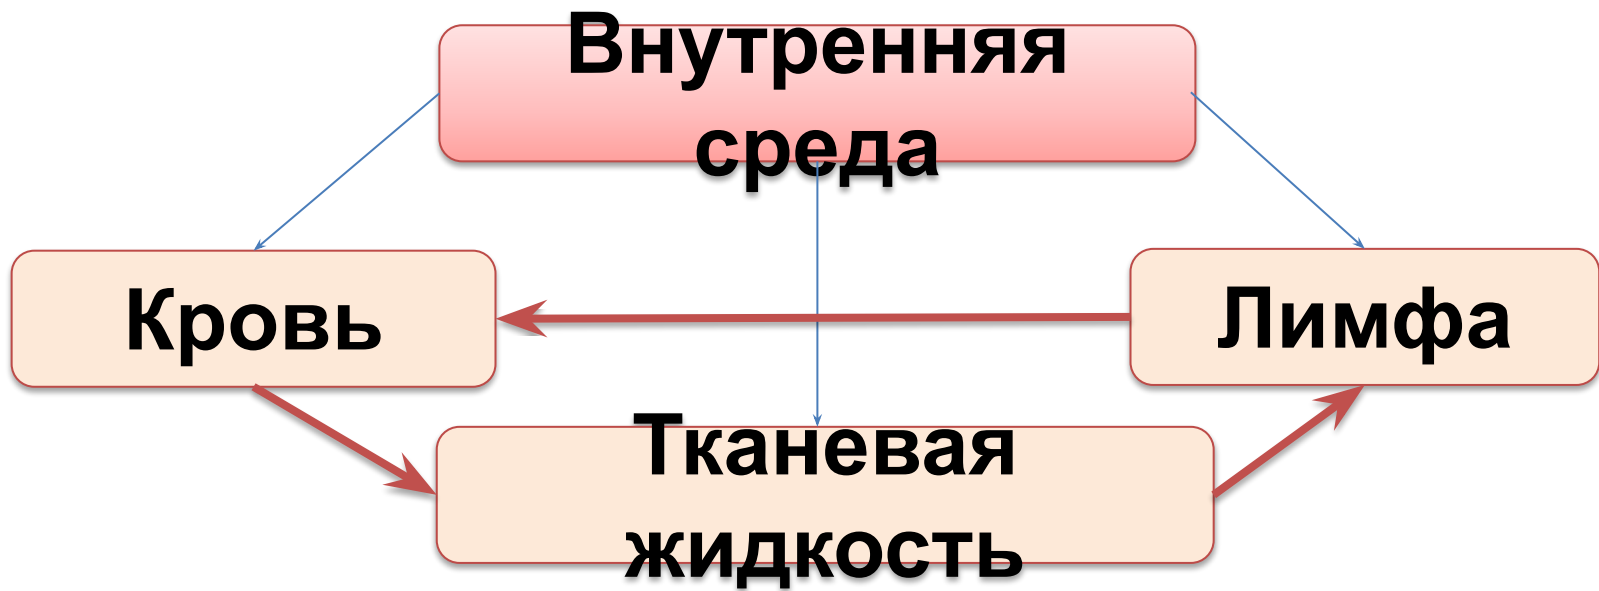 Внутренняя
среда
Кровь
Лимфа
Тканевая
жидкость